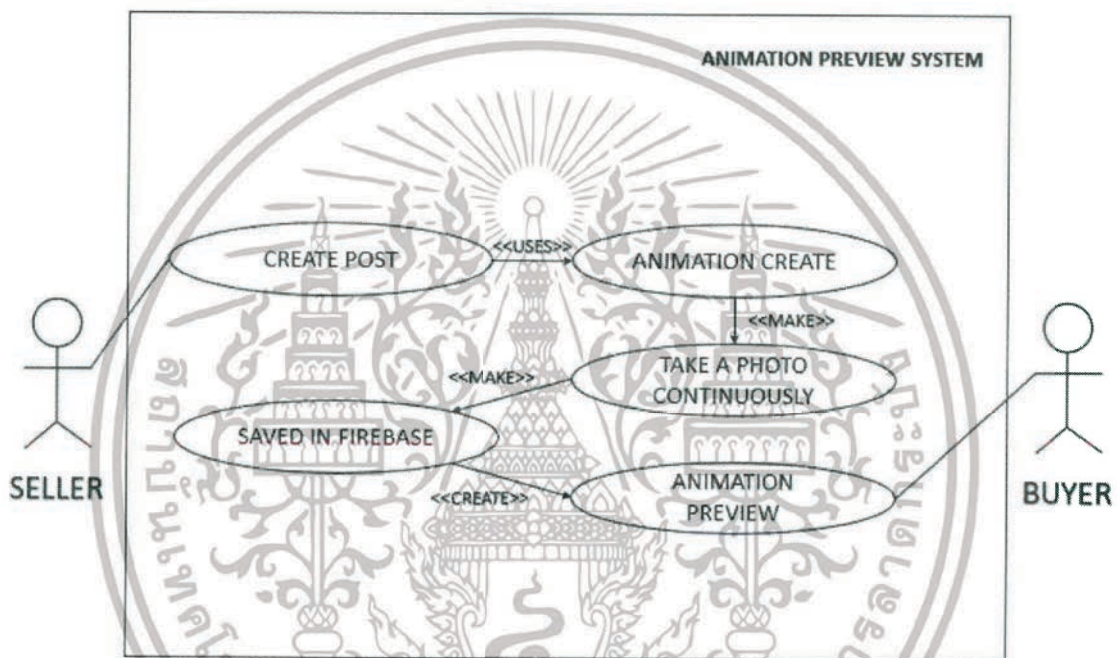 ANIMATION PREVIEW SYSTEM
CREATE POST
<<USES>>
ANIMATION CREATE
<<MAKE>>
TAKE A PHOTO
CONTINUOUSLY
<<MAKE>>
SAVED IN FIREBASE
<<CREATE>>
ANIMATION
PREVIEW
SELLER
BUYER